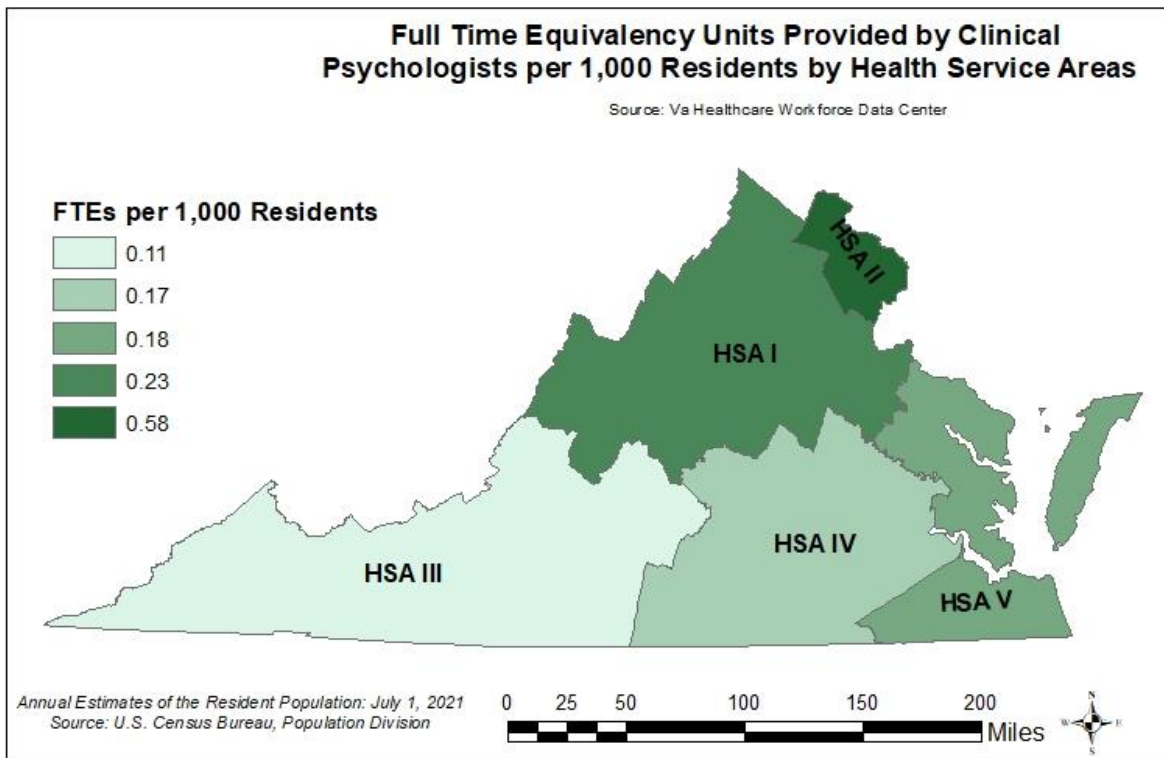 Full Time Equivalency Units Provided by Clinical
Psychologists per 1,000 Residents by Health Service Areas
Source: Va Healthcare Workforce Data Center
FTEs per 1,000 Residents
0.11
0.17
0.18
0.23
0.58
HSA II
HSA I
HSA IV
HSA III
HSA V
Annual Estimates of the Resident Population: July 1, 2021
Source: U.S. Census Bureau, Population Division
0 25 50 100 150 200
Miles
N
W E
S